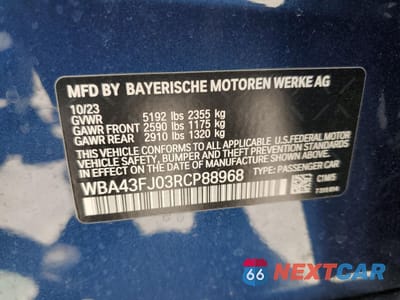 MFD BY BAYERISCHE MOTOREN WERKE AG
10/23
GVWR 5192 lbs 2355 kg
GAWR FRONT 2590 lbs 1175 kg
GAWR REAR 2910 lbs 1320 kg
THIS VEHICLE CONFORMS TO ALL APPLICABLE U.S. FEDERAL MOTOR
VEHICLE SAFETY, BUMPER, AND THEFT PREVENTION STANDARDS
IN EFFECT ON THE DATE OF MANUFACTURE SHOWN ABOVE.
WBA43FJ03RCP88968 TYPE: PASSENGER CAR
C1M/5
66 NEXTCAR